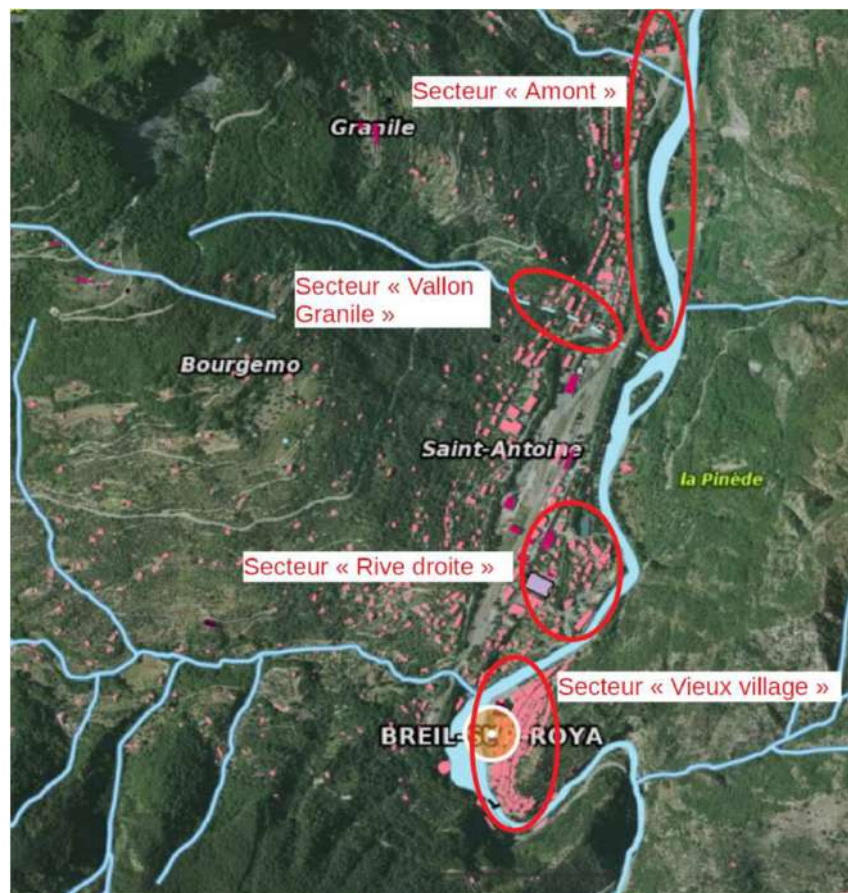 Secteur « Amont »
Granile
Secteur « Vallon
Granile »
Bourgemo
Saint-Antoine
la Pinède
Secteur « Rive droite »
Secteur « Vieux village »
BREIL-S -ROYA